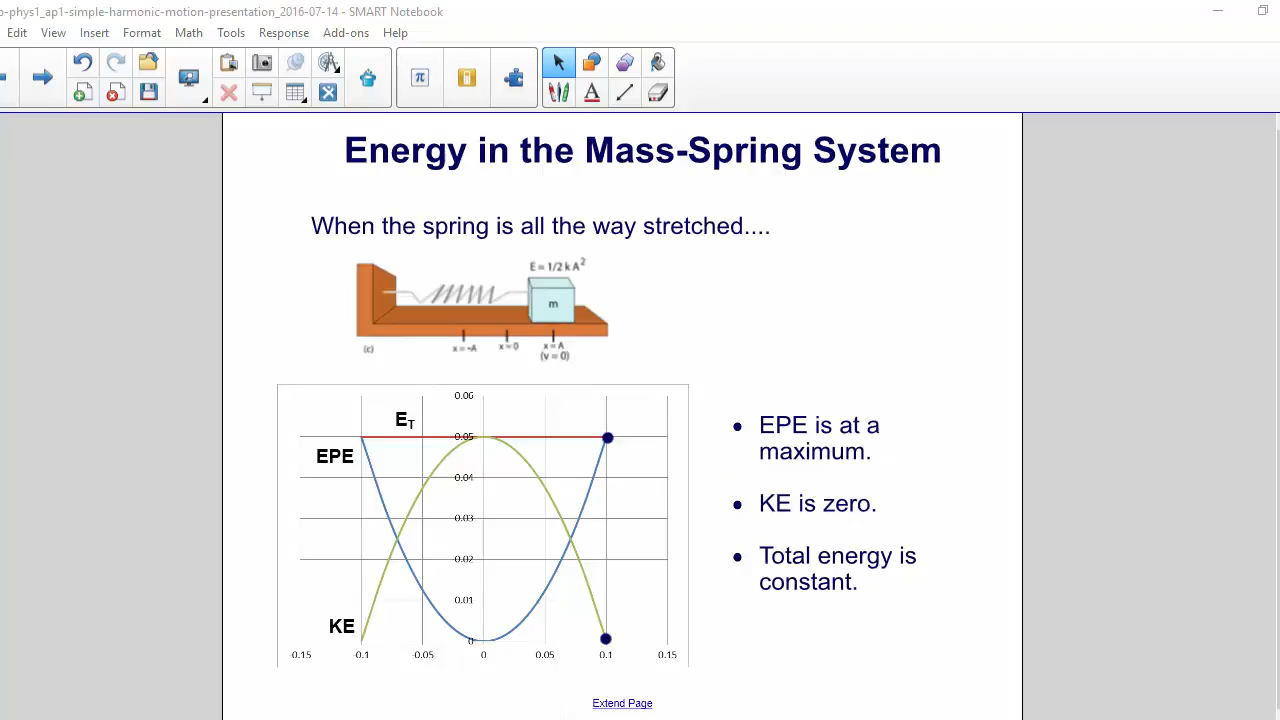 o-phys1_ap1-simple-harmonic-motion-presentation_2016-07-14 - SMART Notebook
Edit View Insert Format Math Tools Response Add-ons Help
π
A
Energy in the Mass-Spring System
When the spring is all the way stretched....
E = 1/2 k A²
m
(c)
x = -A x = 0 x = A
(v = 0)
0.06
E_T
0.05
EPE
0.04
0.03
0.02
0.01
KE
0
-0.15 -0.1 -0.05 0 0.05 0.1 0.15
• EPE is at a
maximum.
• KE is zero.
• Total energy is
constant.
Extend Page